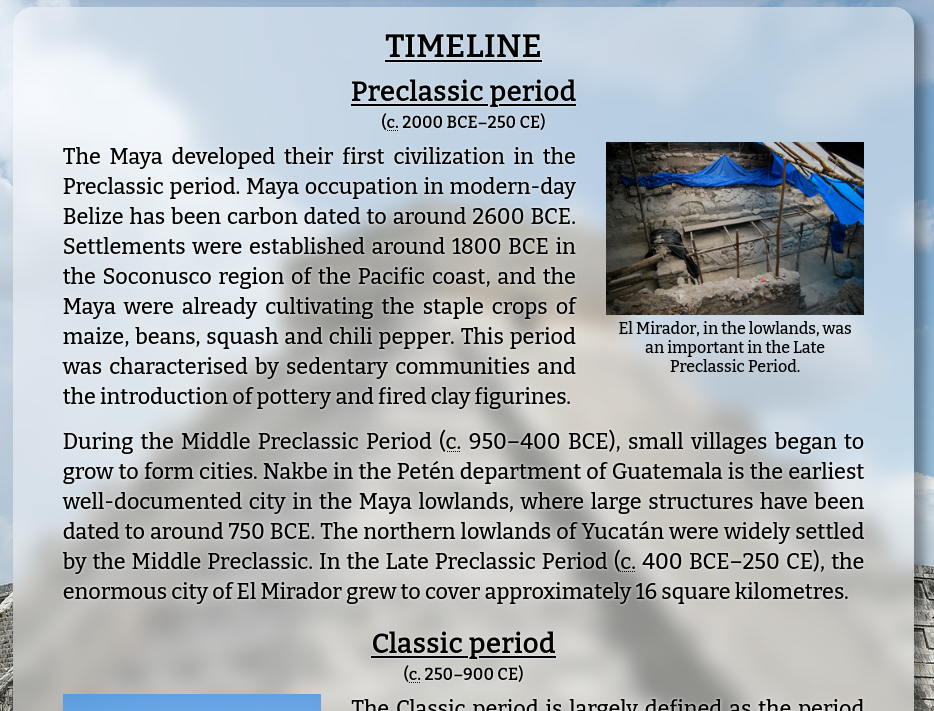 TIMELINE
Preclassic period
(c. 2000 BCE–250 CE)
The Maya developed their first civilization in the
Preclassic period. Maya occupation in modern-day
Belize has been carbon dated to around 2600 BCE.
Settlements were established around 1800 BCE in
the Soconusco region of the Pacific coast, and the
Maya were already cultivating the staple crops of
maize, beans, squash and chili pepper. This period
was characterised by sedentary communities and
the introduction of pottery and fired clay figurines.
El Mirador, in the lowlands, was
an important in the Late
Preclassic Period.
During the Middle Preclassic Period (c. 950–400 BCE), small villages began to
grow to form cities. Nakbe in the Petén department of Guatemala is the earliest
well-documented city in the Maya lowlands, where large structures have been
dated to around 750 BCE. The northern lowlands of Yucatán were widely settled
by the Middle Preclassic. In the Late Preclassic Period (c. 400 BCE–250 CE), the
enormous city of El Mirador grew to cover approximately 16 square kilometres.
Classic period
(c. 250–900 CE)
The Classic period is largely defined as the period